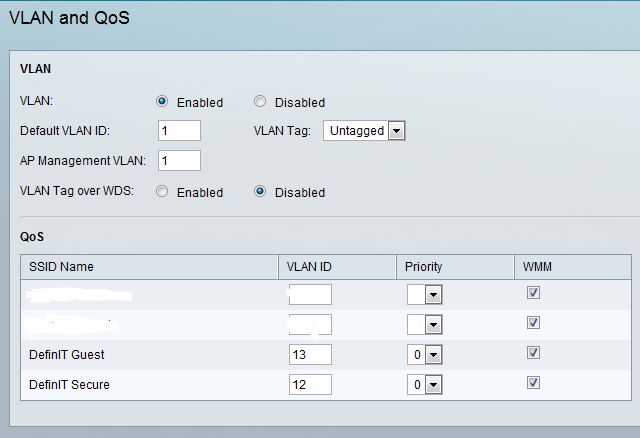 VLAN and QoS
VLAN
VLAN: Enabled Disabled
Default VLAN ID: 1 VLAN Tag: Untagged
AP Management VLAN: 1
VLAN Tag over WDS: Enabled Disabled
QoS
SSID Name VLAN ID Priority WMM
DefinIT Guest 13 0
DefinIT Secure 12 0